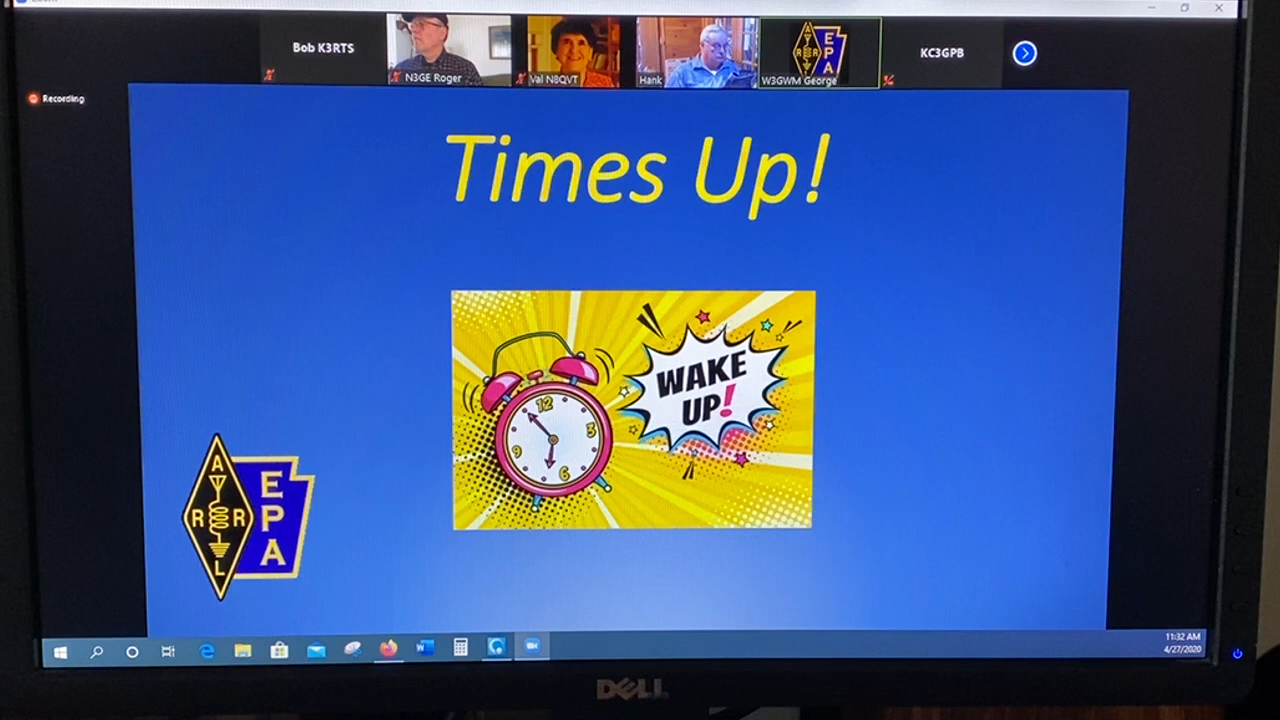 Bob K3RTS
N3GE Roger
Val N8QVT
Hank
W3GWM George
KC3GPB
Recording
Times Up!
WAKE
UP!
12
3
6
9
A
R R
L
E
P
A
11:32 AM
4/27/2020
DELL